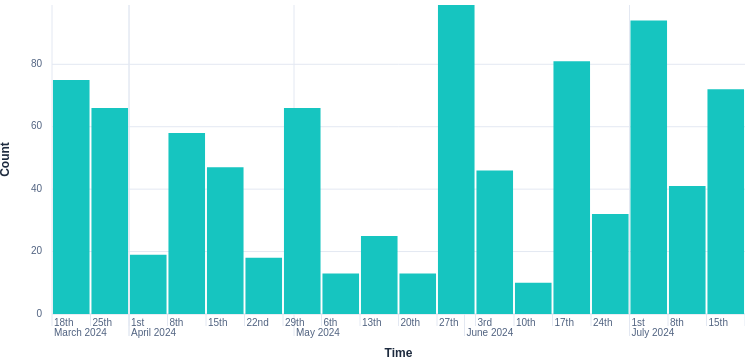 Count
80
60
40
20
0
18th 25th 1st 8th 15th 22nd 29th 6th 13th 20th 27th 3rd 10th 17th 24th 1st 8th 15th
March 2024 April 2024 May 2024 June 2024 July 2024
Time